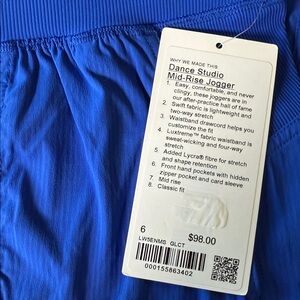 WHY WE MADE THIS
Dance Studio
Mid-Rise Jogger
1. Easy, comfortable, and never
clingy, these joggers are in
our after-practice hall of fame
2. Swift fabric is lightweight and
two-way stretch
3. Waistband drawcord helps you
customize the fit
4. Luxtreme™ fabric waistband is
sweat-wicking and four-way
stretch
5. Added Lycra® fibre for stretch
and shape retention
6. Front hand pockets with hidden
zipper pocket and card sleeve
7. Mid rise
8. Classic fit
6
$98.00
LW5ENMS GLCT
000155863402